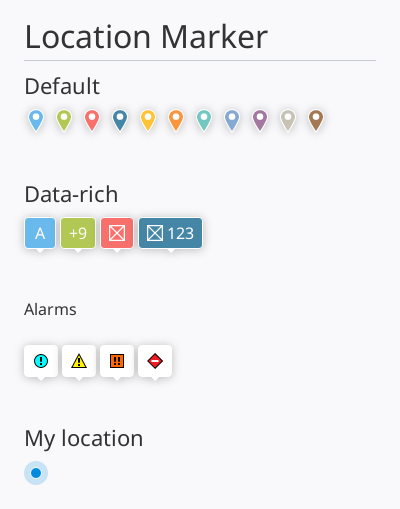 Location Marker
Default
Data-rich
A +9 123
Alarms
My location